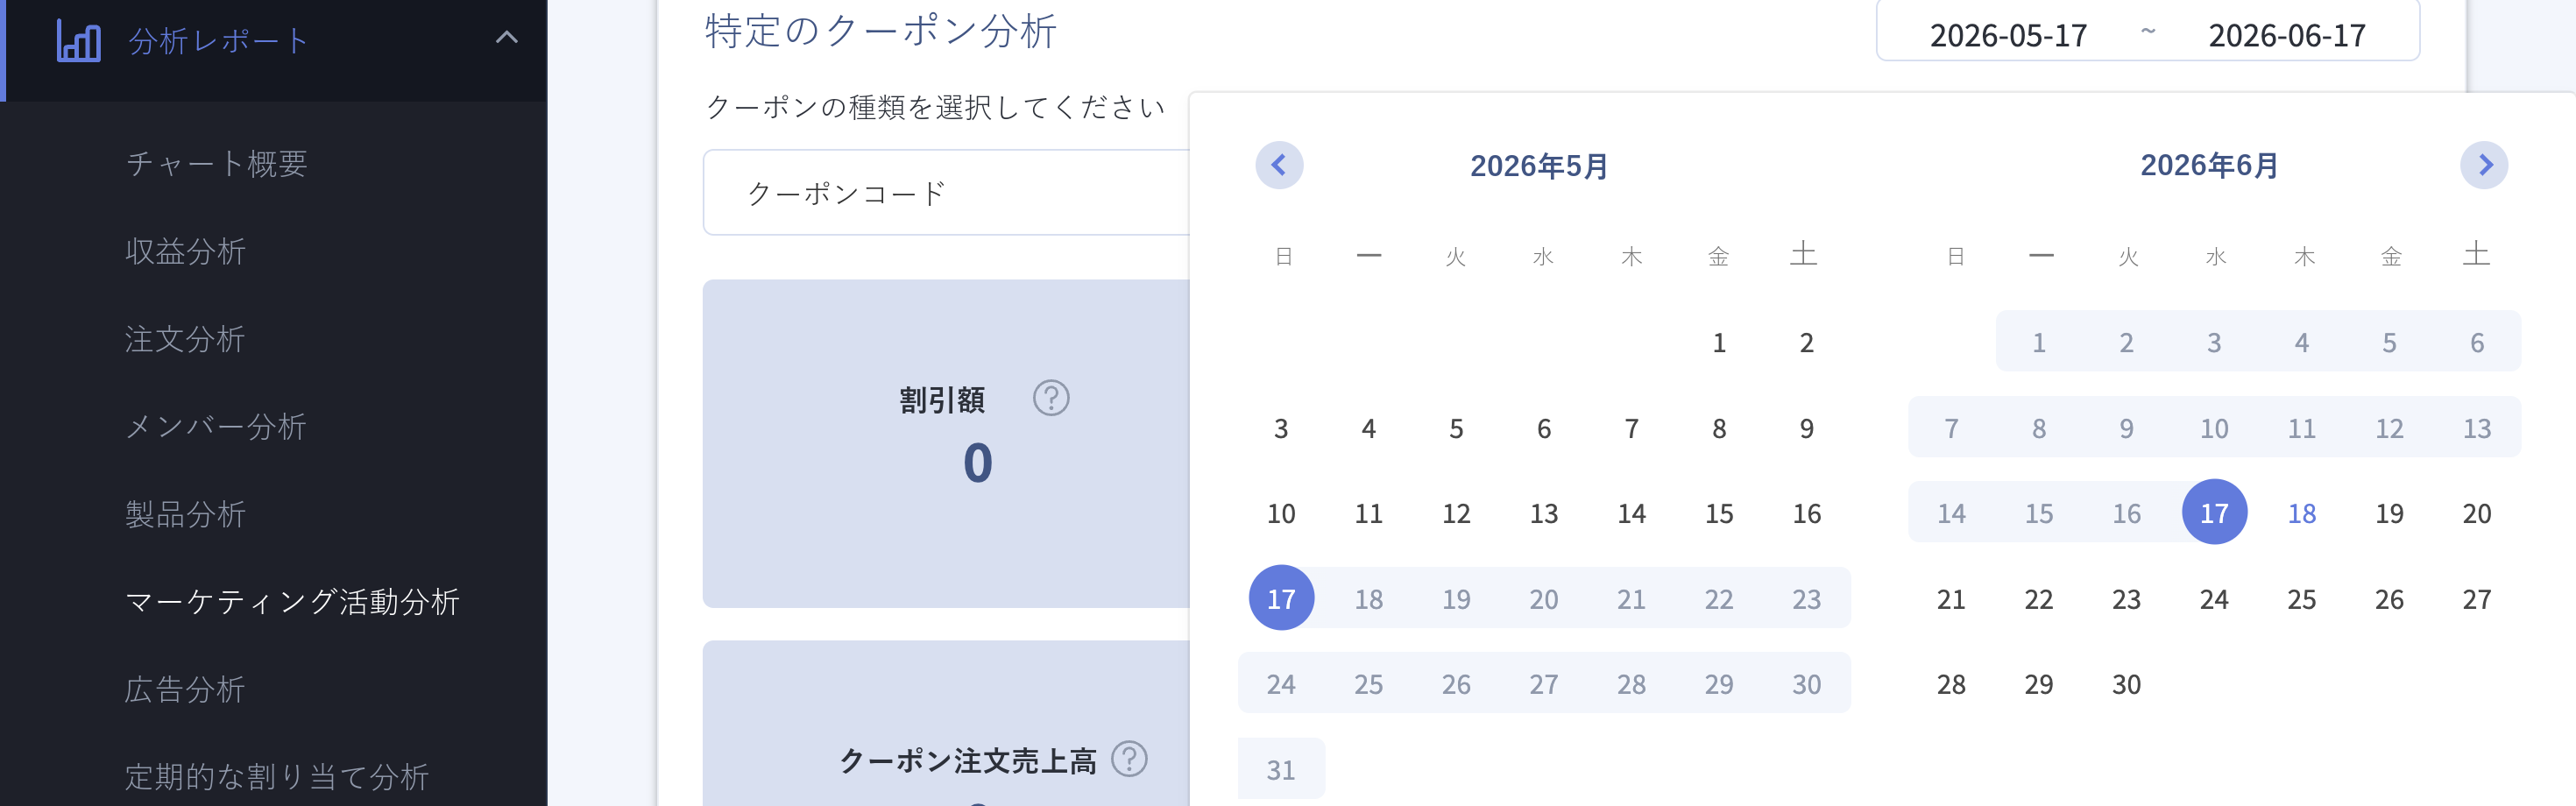 分析レポート
チャート概要
収益分析
注文分析
メンバー分析
製品分析
マーケティング活動分析
広告分析
定期的な割り当て分析
特定のクーポン分析
2026-05-17 ~ 2026-06-17
クーポンの種類を選択してください
クーポンコード
割引額 ?
0
クーポン注文売上高 ?
2026年5月
日 一 火 水 木 金 土
1 2
3 4 5 6 7 8 9
10 11 12 13 14 15 16
17 18 19 20 21 22 23
24 25 26 27 28 29 30
31
2026年6月
日 一 火 水 木 金 土
1 2 3 4 5 6
7 8 9 10 11 12 13
14 15 16 17 18 19 20
21 22 23 24 25 26 27
28 29 30